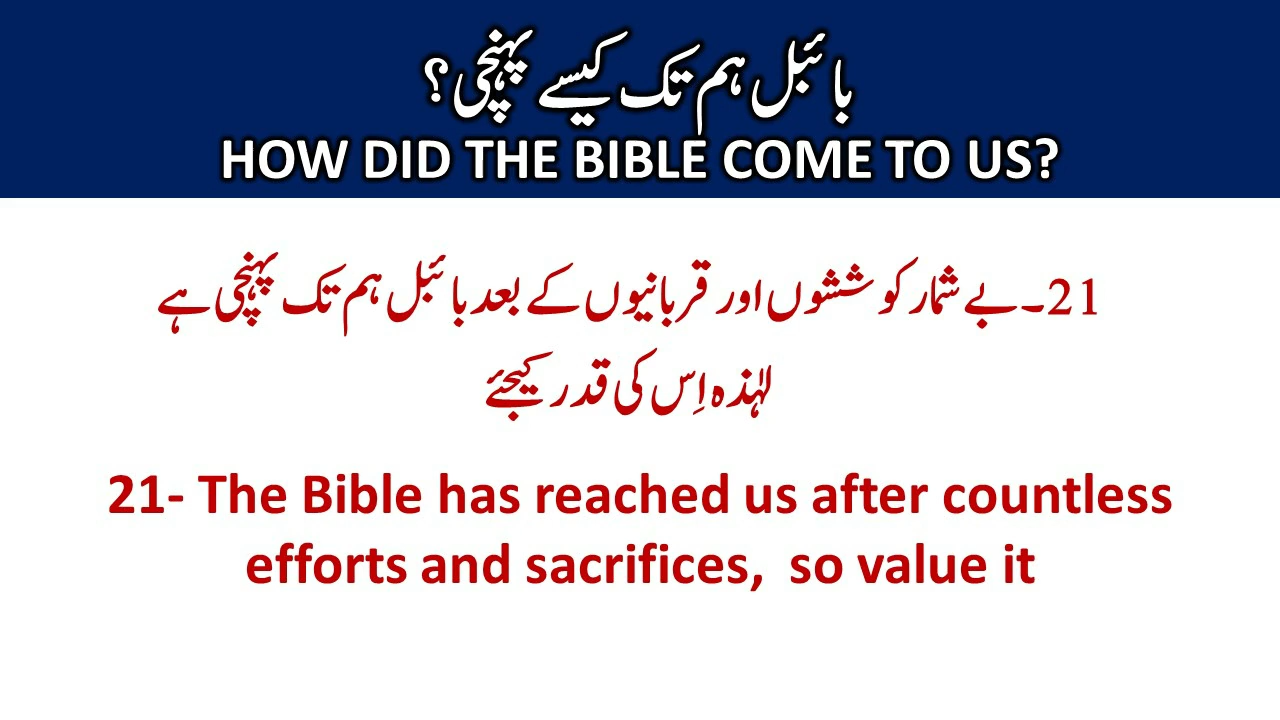 بائبل ہم تک کیسے پہنچی؟
HOW DID THE BIBLE COME TO US?
21۔بے شمار کوششوں اور قربانیوں کے بعد بائبل ہم تک پہنچی ہے
لہٰذہ اِس کی قدر کیجئے
21- The Bible has reached us after countless
efforts and sacrifices,  so value it